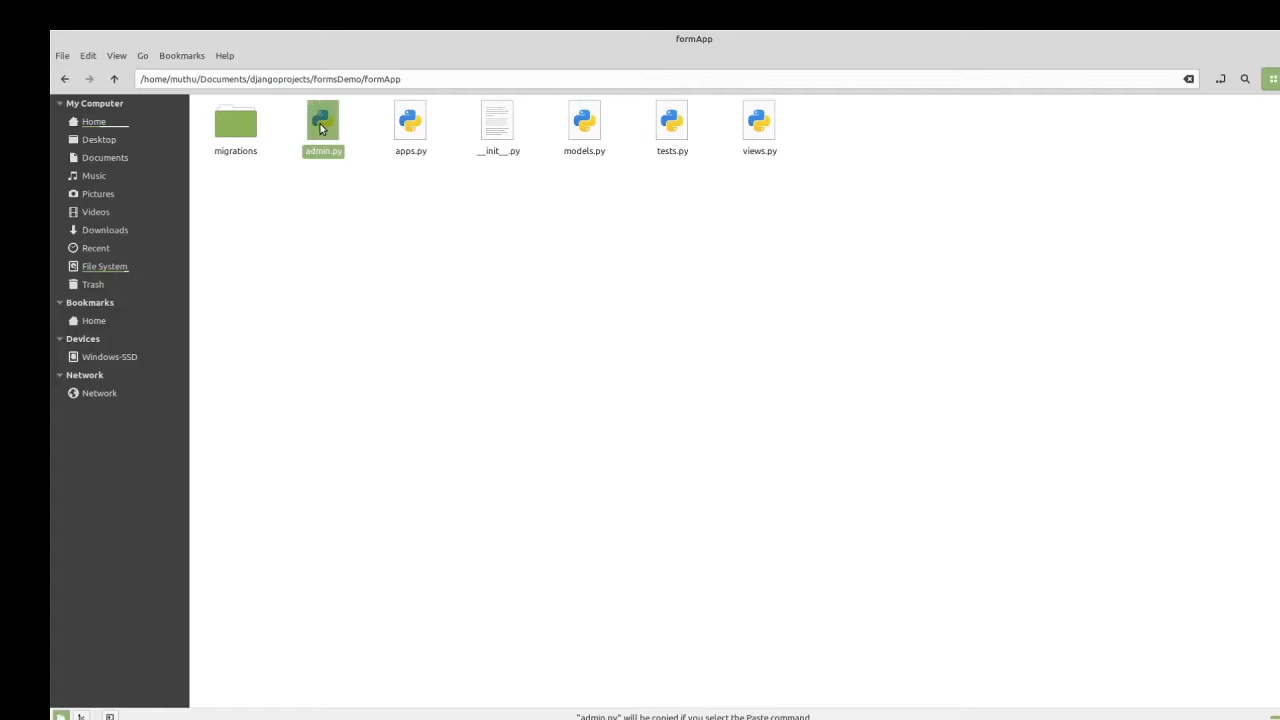 formApp
File Edit View Go Bookmarks Help
/home/muthu/Documents/djangoprojects/formsDemo/formApp
My Computer
Home
Desktop
Documents
Music
Pictures
Videos
Downloads
Recent
File System
Trash
Bookmarks
Home
Devices
Windows-SSD
Network
Network
migrations admin.py apps.py __init__.py models.py tests.py views.py
"admin.py" will be copied if you select the Paste command